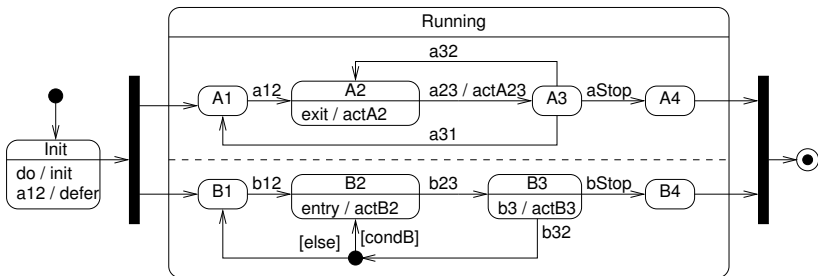 Running
a32
A1
a12
A2
a23 / actA23
A3
aStop
A4
exit / actA2
a31
Init
do / init
a12 / defer
B1
b12
B2
b23
B3
bStop
B4
entry / actB2
b3 / actB3
[else]
[condB]
b32